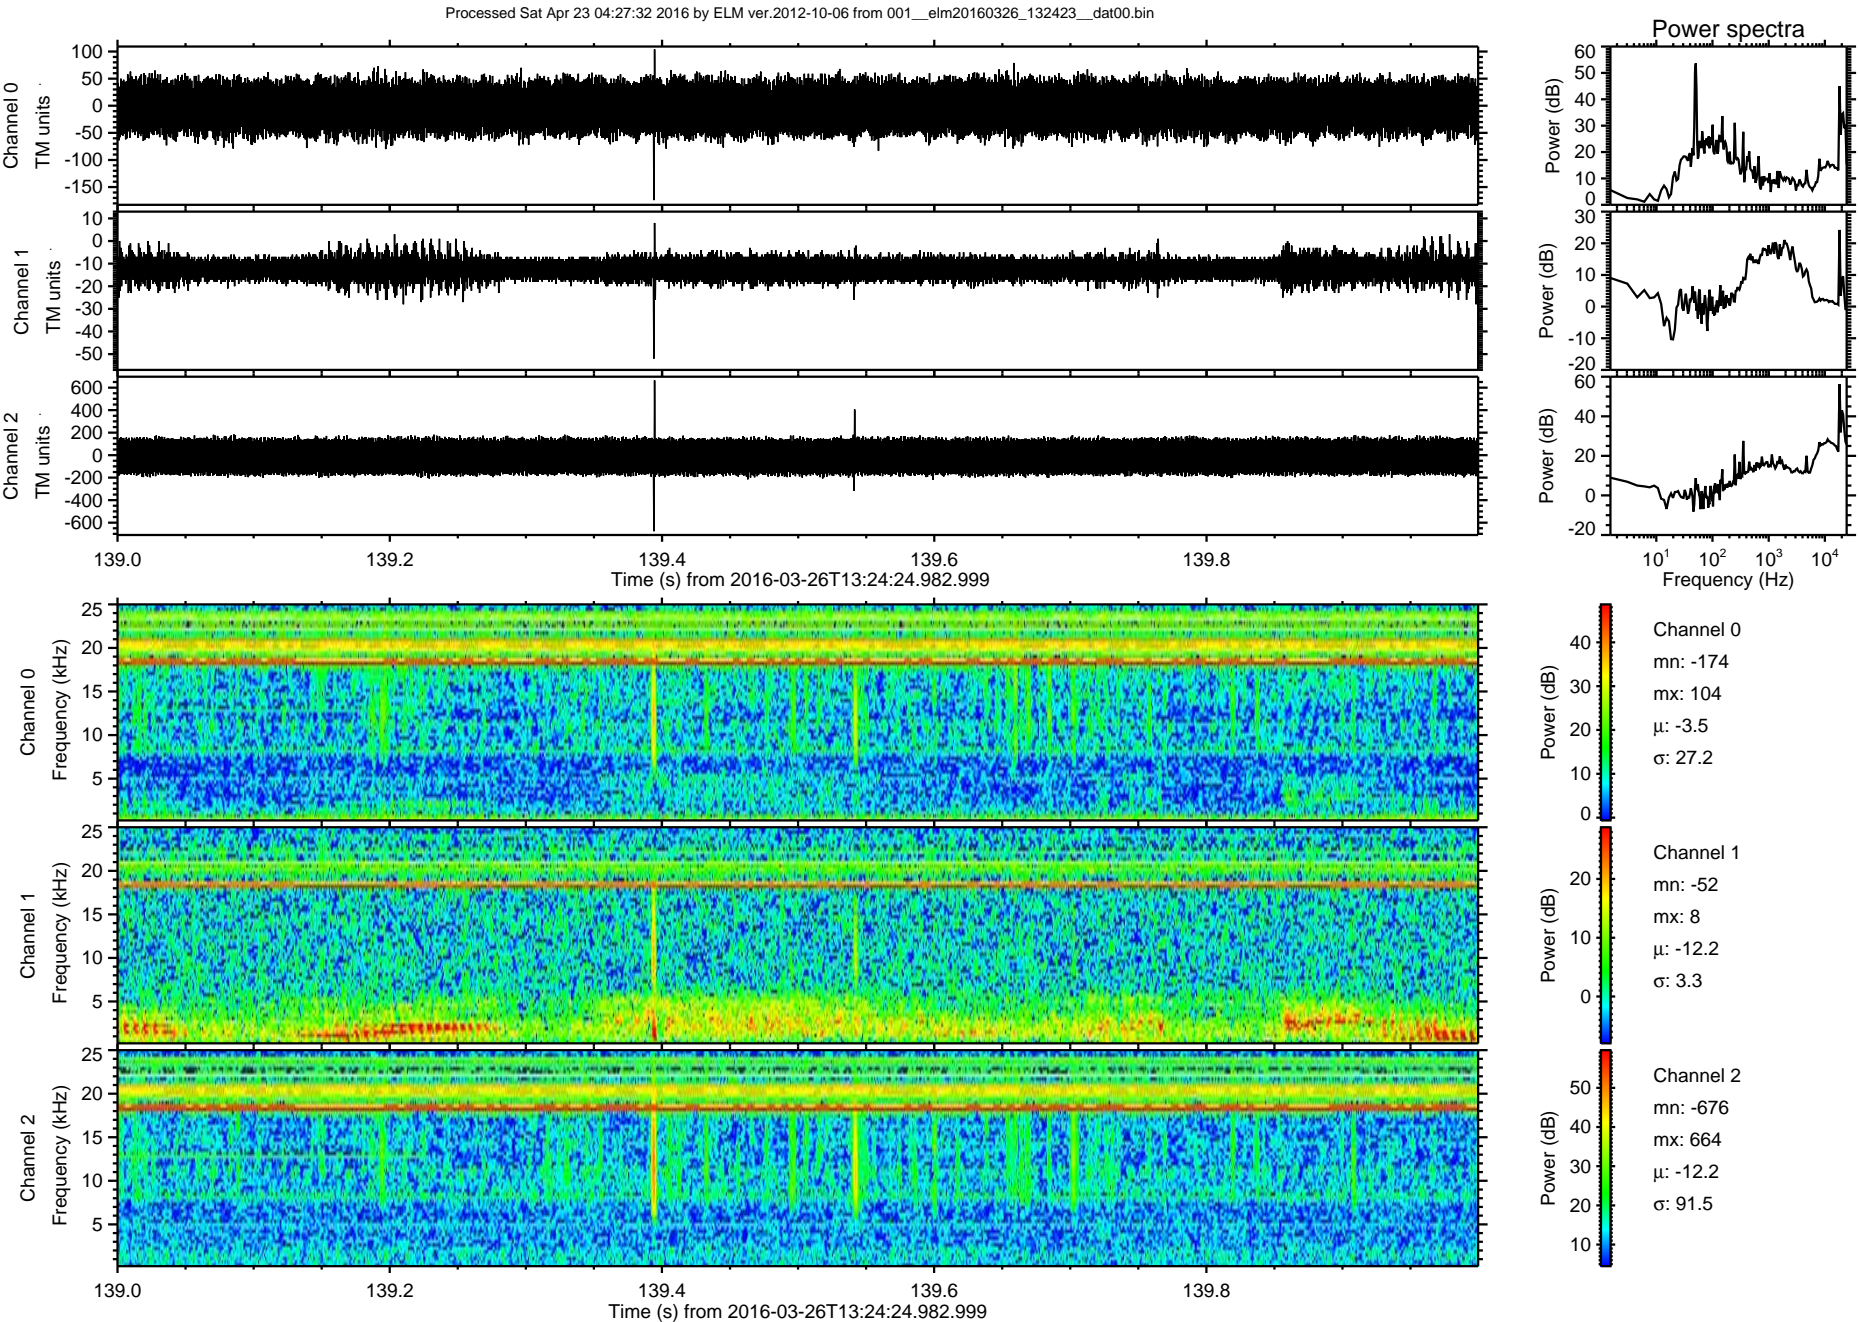 Processed Sat Apr 23 04:27:32 2016 by ELM ver.2012-10-06 from 001__elm20160326_132423__dat00.bin
Power spectra
Channel 0
TM units
100
50
0
-50
-100
-150
Power (dB)
60
50
40
30
20
10
0
Channel 1
TM units
10
0
-10
-20
-30
-40
-50
Power (dB)
30
20
10
0
-10
-20
Channel 2
TM units
600
400
200
0
-200
-400
-600
Power (dB)
60
40
20
0
-20
139.0 139.2 139.4 139.6 139.8
Time (s) from 2016-03-26T13:24:24.982.999
10¹ 10² 10³ 10⁴
Frequency (Hz)
Channel 0
Frequency (kHz)
25
20
15
10
5
Power (dB)
40
30
20
10
0
Channel 0
mn: -174
mx: 104
μ: -3.5
σ: 27.2
Channel 1
Frequency (kHz)
25
20
15
10
5
Power (dB)
20
10
0
Channel 1
mn: -52
mx: 8
μ: -12.2
σ: 3.3
Channel 2
Frequency (kHz)
25
20
15
10
5
Power (dB)
50
40
30
20
10
Channel 2
mn: -676
mx: 664
μ: -12.2
σ: 91.5
139.0 139.2 139.4 139.6 139.8
Time (s) from 2016-03-26T13:24:24.982.999